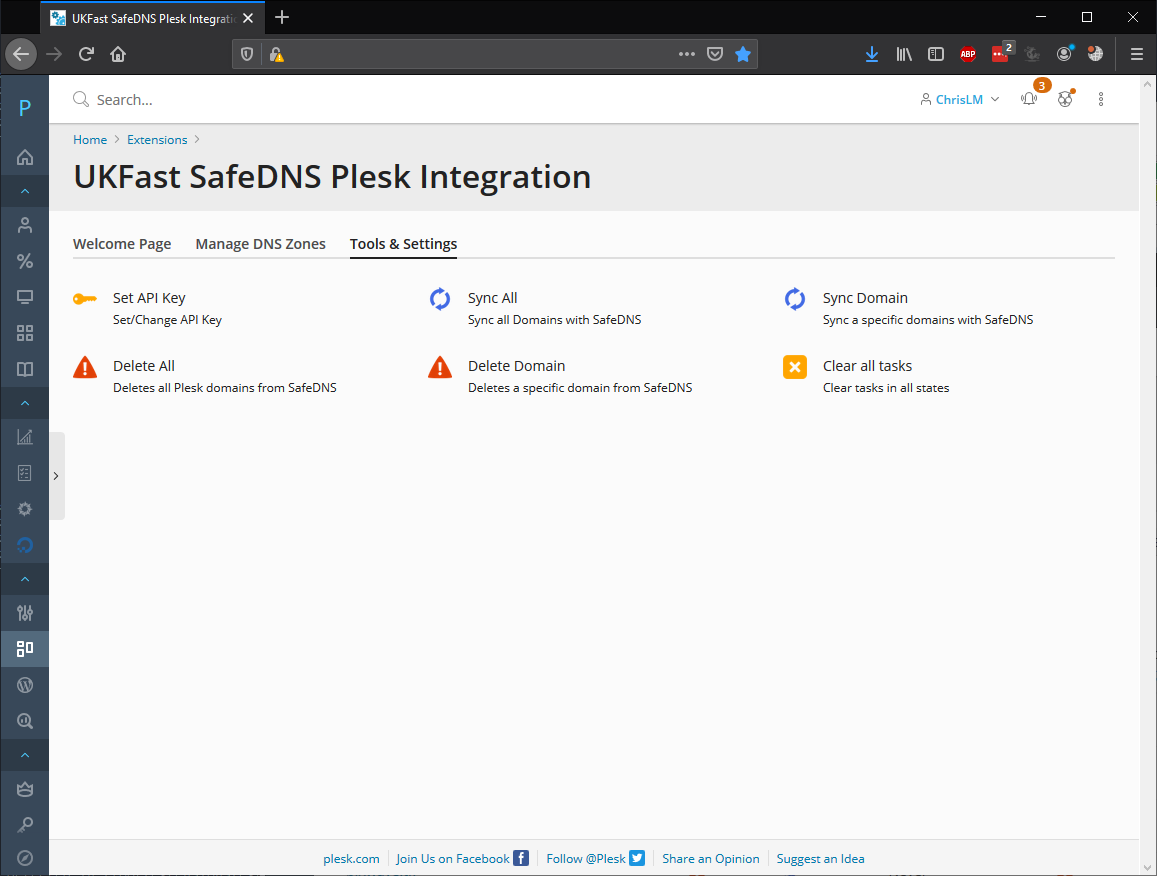 UKFast SafeDNS Plesk Integratio
ABP
2
P
Search...
ChrisLM
3
Home > Extensions >
UKFast SafeDNS Plesk Integration
Welcome Page Manage DNS Zones Tools & Settings
Set API Key Sync All Sync Domain
Set/Change API Key Sync all Domains with SafeDNS Sync a specific domains with SafeDNS
Delete All Delete Domain Clear all tasks
Deletes all Plesk domains from SafeDNS Deletes a specific domain from SafeDNS Clear tasks in all states
plesk.com Join Us on Facebook Follow @Plesk Share an Opinion Suggest an Idea